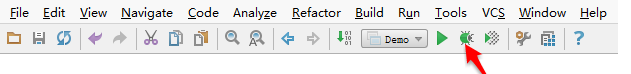 File Edit View Navigate Code Analyze Refactor Build Run Tools VCS Window Help
Demo